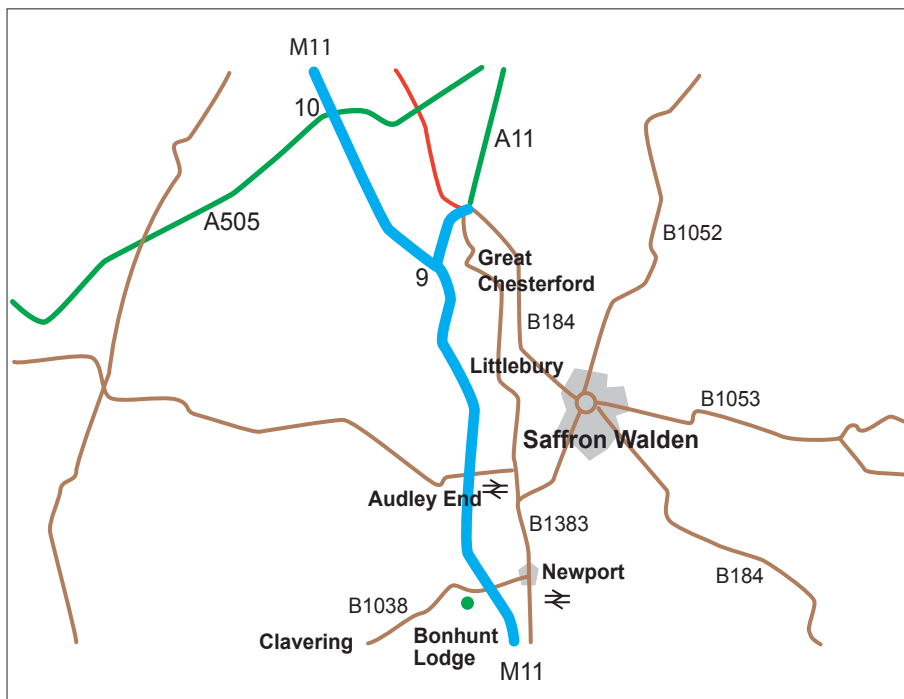 M11
10
A11
A505
B1052
Great
Chesterford
9
B184
Littlebury
B1053
Saffron Walden
Audley End
B1383
Newport
B184
B1038
Clavering
Bonhunt
Lodge
M11